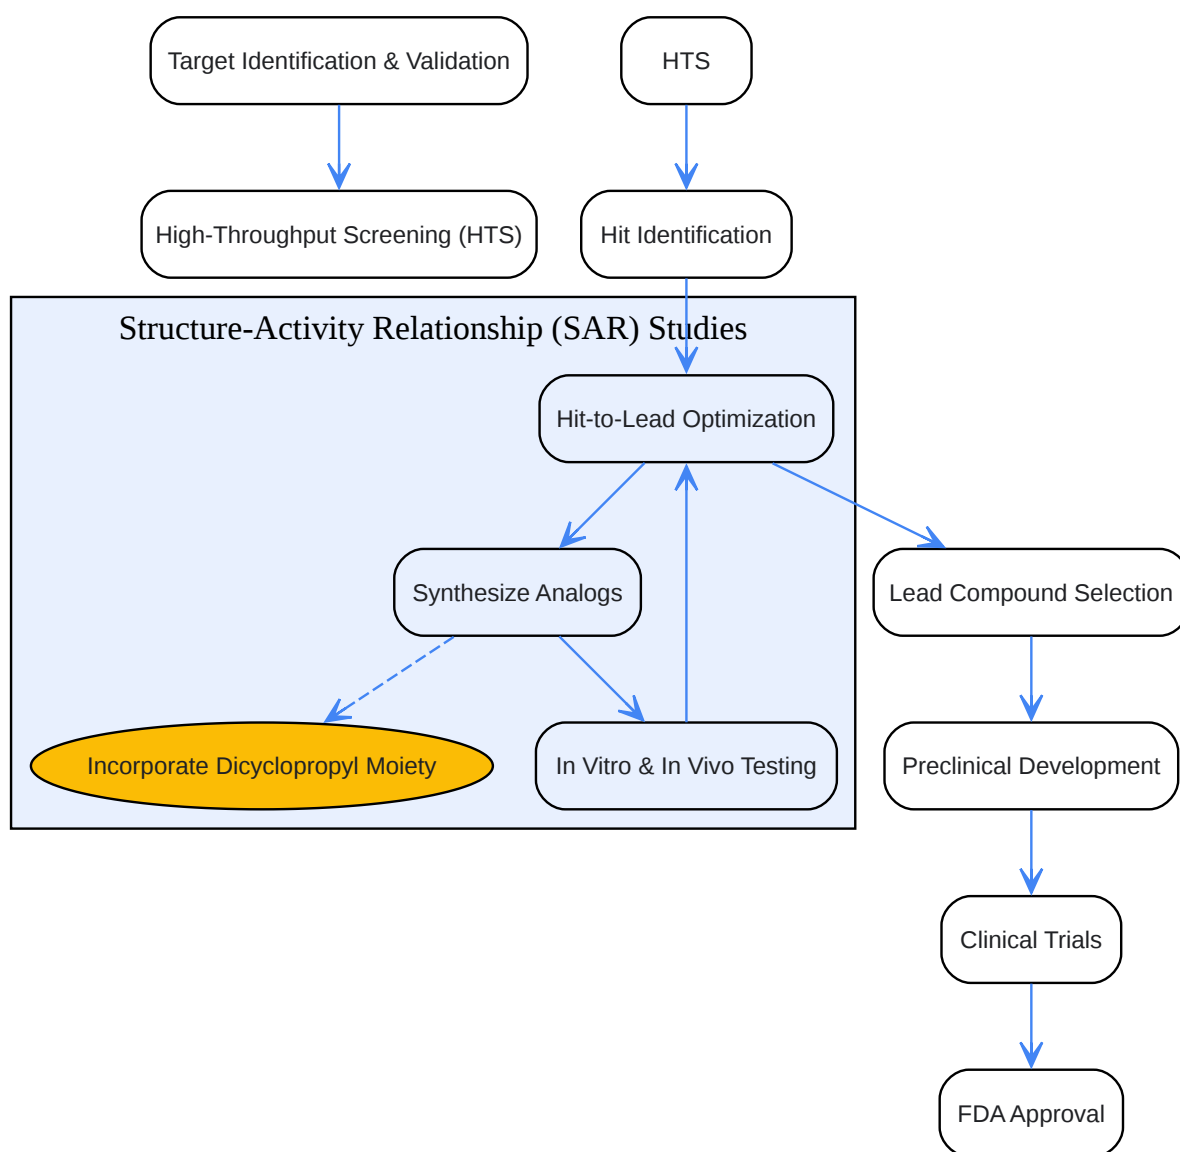 Target Identification & Validation
HTS
High-Throughput Screening (HTS)
Hit Identification
Structure-Activity Relationship (SAR) Studies
Hit-to-Lead Optimization
Synthesize Analogs
Lead Compound Selection
Incorporate Dicyclopropyl Moiety
In Vitro & In Vivo Testing
Preclinical Development
Clinical Trials
FDA Approval